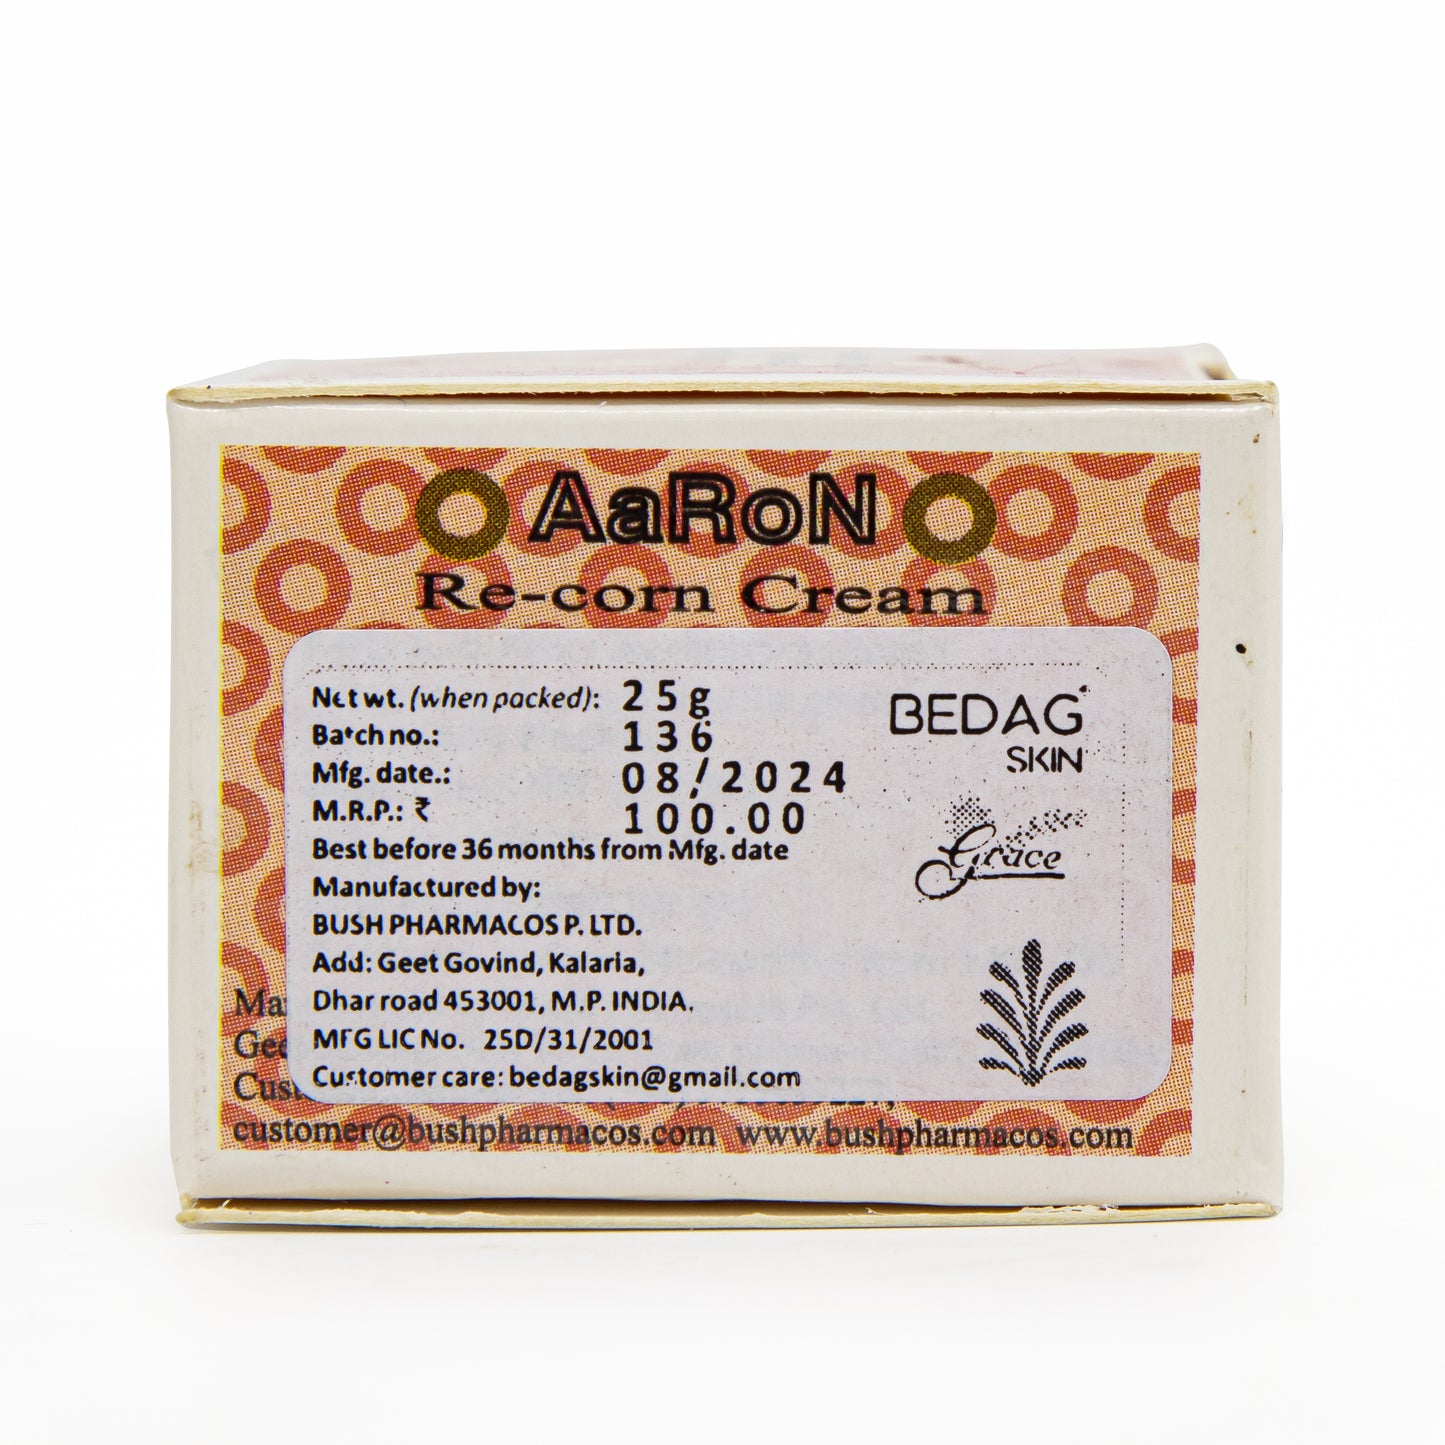 AaRoN
Re-corn Cream
Net wt. (when packed): 25g
Batch no.: 136
Mfg. date.: 08/2024
M.R.P.: ₹ 100.00
Best before 36 months from Mfg. date
Manufactured by:
BUSH PHARMACOS P. LTD.
Add: Geet Govind, Kalaria,
Dhar road 453001, M.P. INDIA.
MFG LIC No. 25D/31/2001
Customer care: bedagskin@gmail.com
BEDAG
SKIN
Grace
customer@bushpharmacos.com www.bushpharmacos.com